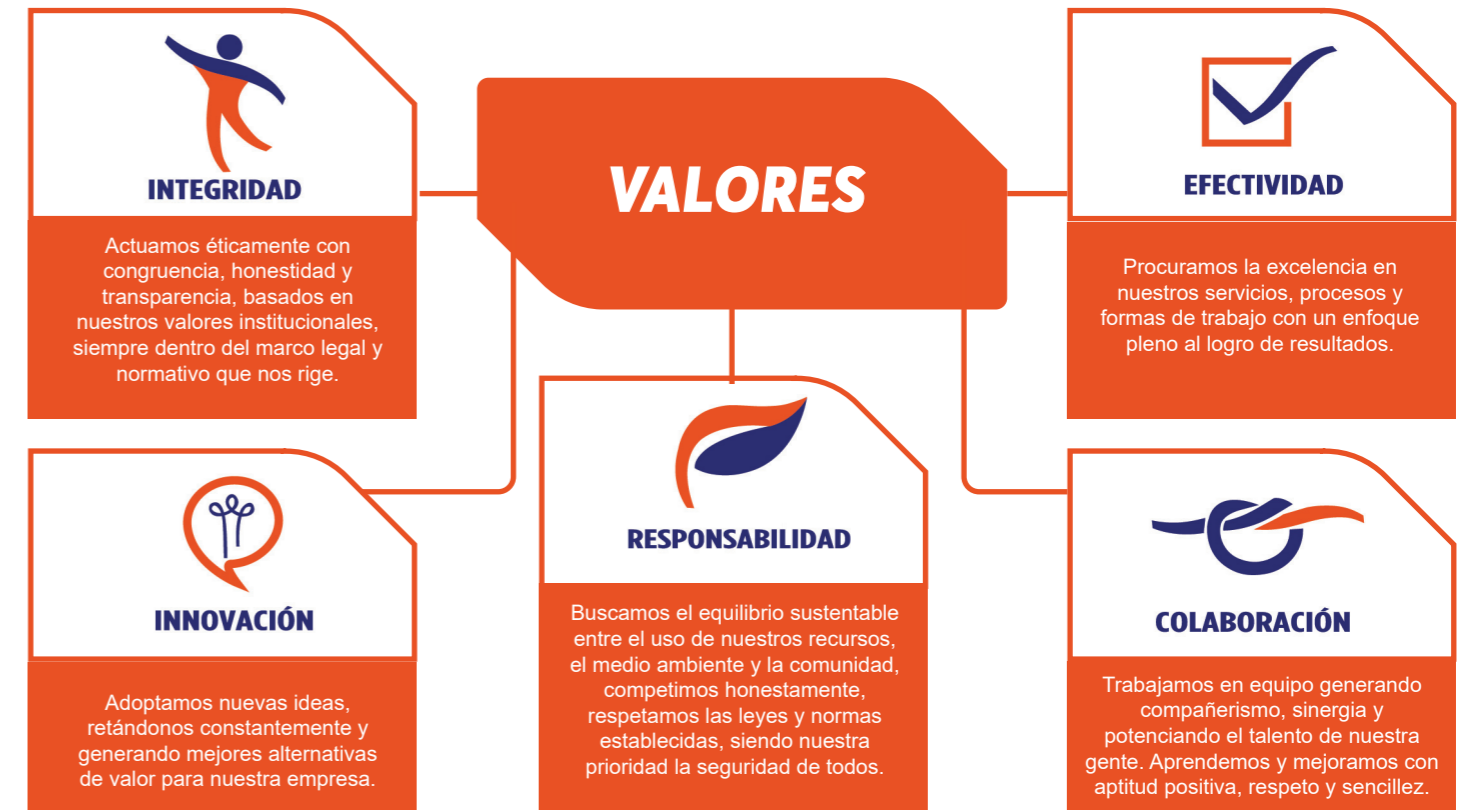 VALORES
INTEGRIDAD
Actuamos éticamente con
congruencia, honestidad y
transparencia, basados en
nuestros valores institucionales,
siempre dentro del marco legal y
normativo que nos rige.
EFECTIVIDAD
Procuramos la excelencia en
nuestros servicios, procesos y
formas de trabajo con un enfoque
pleno al logro de resultados.
INNOVACIÓN
Adoptamos nuevas ideas,
retándonos constantemente y
generando mejores alternativas
de valor para nuestra empresa.
RESPONSABILIDAD
Buscamos el equilibrio sustentable
entre el uso de nuestros recursos,
el medio ambiente y la comunidad,
competimos honestamente,
respetamos las leyes y normas
establecidas, siendo nuestra
prioridad la seguridad de todos.
COLABORACIÓN
Trabajamos en equipo generando
compañerismo, sinergia y
potenciando el talento de nuestra
gente. Aprendemos y mejoramos con
aptitud positiva, respeto y sencillez.